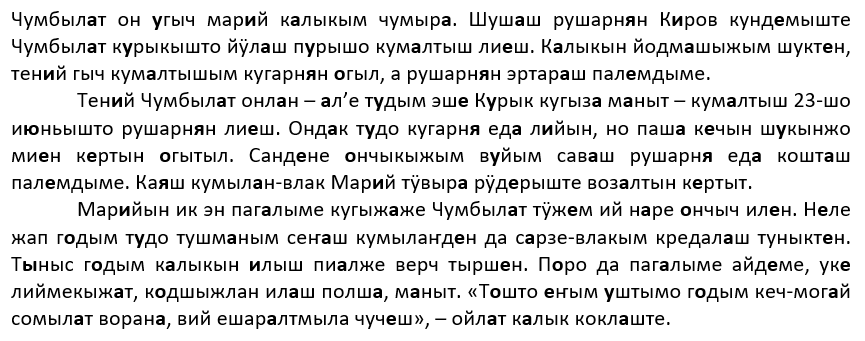 Чумбылат он угыч марий калыкым чумыра. Шушаш рушарнян Киров кундемыште
Чумбылат курыкышто йӱлаш пурышо кумалтыш лиеш. Калыкын йодмашыжым шуктен,
тений гыч кумалтышым кугарнян огыл, а рушарнян эртараш палемдыме.
Тений Чумбылат онлан – ал’е тудым эше Курык кугыза маныт – кумалтыш 23-шо
июньышто рушарнян лиеш. Ондак тудо кугарня еда лийын, но паша кечын шукынжо
миен кертын огытыл. Сандене ончыкыжым вуйым саваш рушарня еда кошташ
палемдыме. Каяш кумылан-влак Марий тӱвыра рӱдерыште возалтын кертыт.
Марийын ик эн пагалыме кугыжаже Чумбылат тӱжем ий наре ончыч илен. Неле
жап годым тудо тушманым сеҥаш кумылаҥден да сарзе-влакым кредалаш туныктен.
Тыныс годым калыкын илыш пиалже верч тыршен. Поро да пагалыме айдеме, уке
лиймекыжат, кодшыжлан илаш полша, маныт. «Тошто еҥым уштымо годым кеч-могай
сомылат ворана, вий ешаралтмыла чучеш», – ойлат калык коклаште.